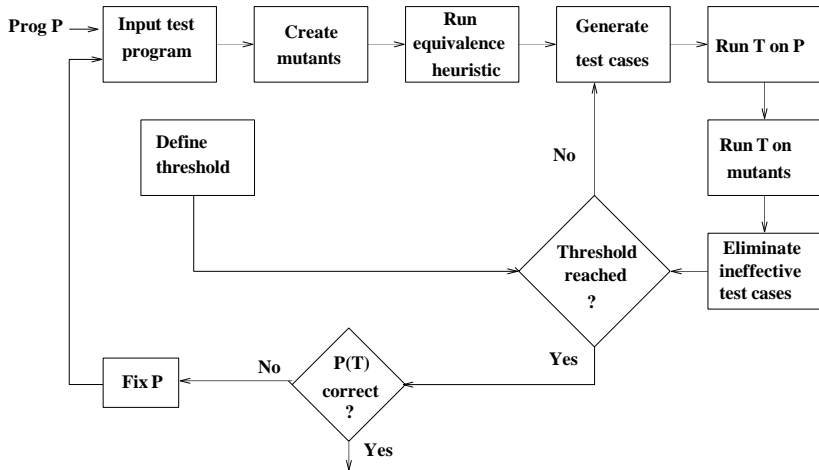 Prog P
Input test
program
Create
mutants
Run
equivalence
heuristic
Generate
test cases
Run T on P
Define
threshold
No
Run T on
mutants
Threshold
reached
?
Eliminate
ineffective
test cases
Yes
Fix P
No
P(T)
correct
?
Yes